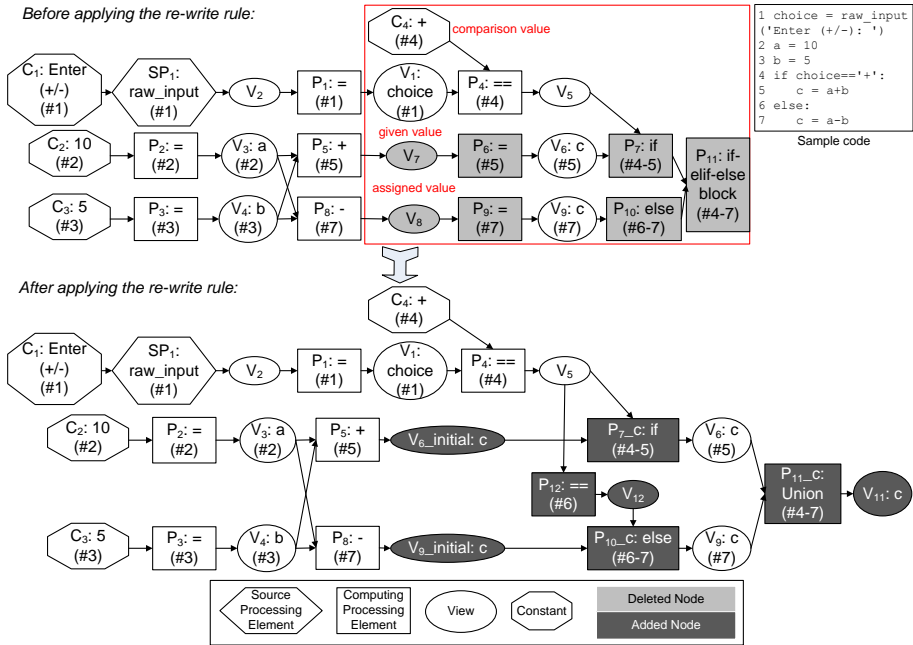 Before applying the re-write rule:
C4: +
(#4)
comparison value
1 choice = raw_input
('Enter (+/-): ')
2 a = 10
3 b = 5
4 if choice=='+':
5 c = a+b
6 else:
7 c = a-b
Sample code
C1: Enter
(+/-)
(#1)
SP1:
raw_input
(#1)
V2
P1: =
(#1)
V1:
choice
(#1)
P4: ==
(#4)
V5
C2: 10
(#2)
P2: =
(#2)
V3: a
(#2)
P5: +
(#5)
given value
V7
P6: =
(#5)
V6: c
(#5)
P7: if
(#4-5)
P11: if-
elif-else
block
(#4-7)
C3: 5
(#3)
P3: =
(#3)
V4: b
(#3)
P8: -
(#7)
assigned value
V8
P9: =
(#7)
V9: c
(#7)
P10: else
(#6-7)
After applying the re-write rule:
C4: +
(#4)
C1: Enter
(+/-)
(#1)
SP1:
raw_input
(#1)
V2
P1: =
(#1)
V1:
choice
(#1)
P4: ==
(#4)
V5
C2: 10
(#2)
P2: =
(#2)
V3: a
(#2)
P5: +
(#5)
V6_initial: c
P7_c: if
(#4-5)
V6: c
(#5)
P12: ==
(#6)
V12
P11_c:
Union
(#4-7)
V11: c
C3: 5
(#3)
P3: =
(#3)
V4: b
(#3)
P8: -
(#7)
V9_initial: c
P10_c: else
(#6-7)
V9: c
(#7)
Source
Processing
Element
Computing
Processing
Element
View
Constant
Deleted Node
Added Node